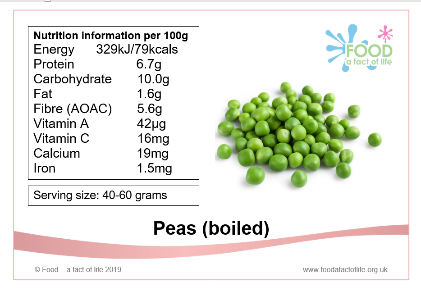 Nutrition information per 100g
Energy 329kJ/79kcals
Protein 6.7g
Carbohydrate 10.0g
Fat 1.6g
Fibre (AOAC) 5.6g
Vitamin A 42µg
Vitamin C 16mg
Calcium 19mg
Iron 1.5mg
Serving size: 40-60 grams
FOOD
a fact of life
Peas (boiled)
© Food a fact of life 2019
www.foodafactoflife.org.uk